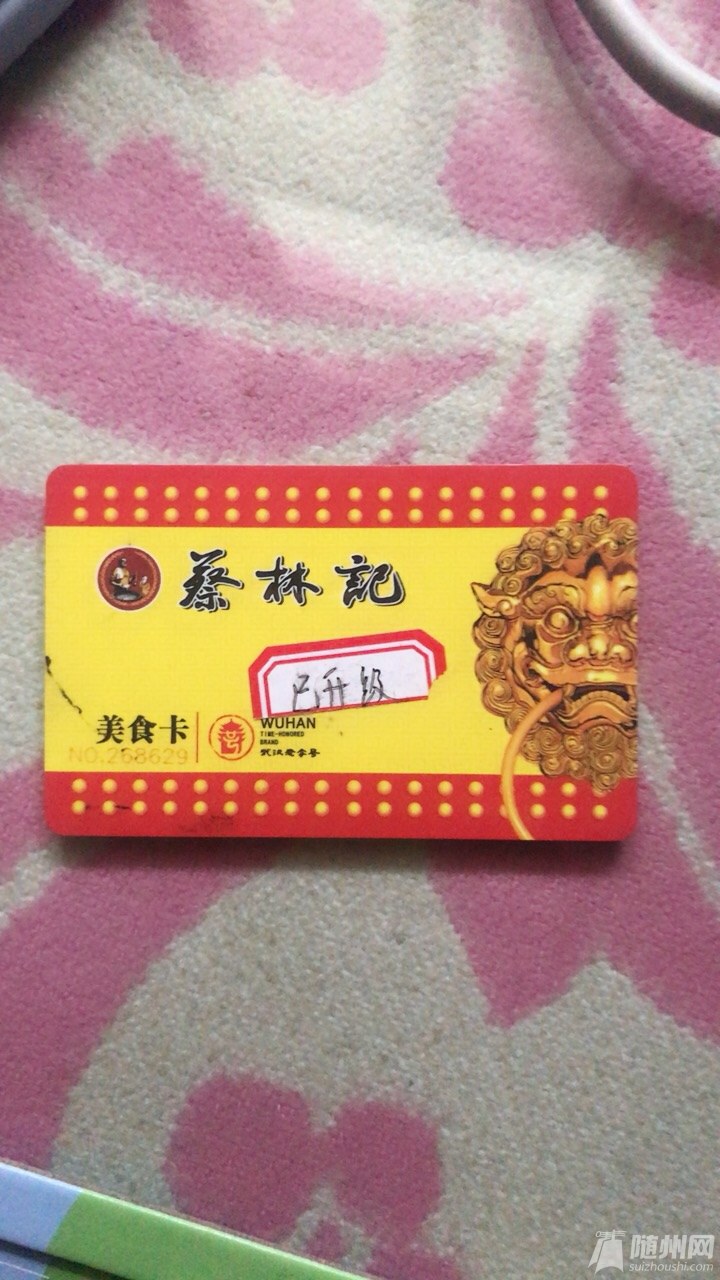 蔡林記
已升级
美食卡
NO.268629
WUHAN
TIME-HONORED
BRAND
武汉老字号
随州网
suizhoushi.com